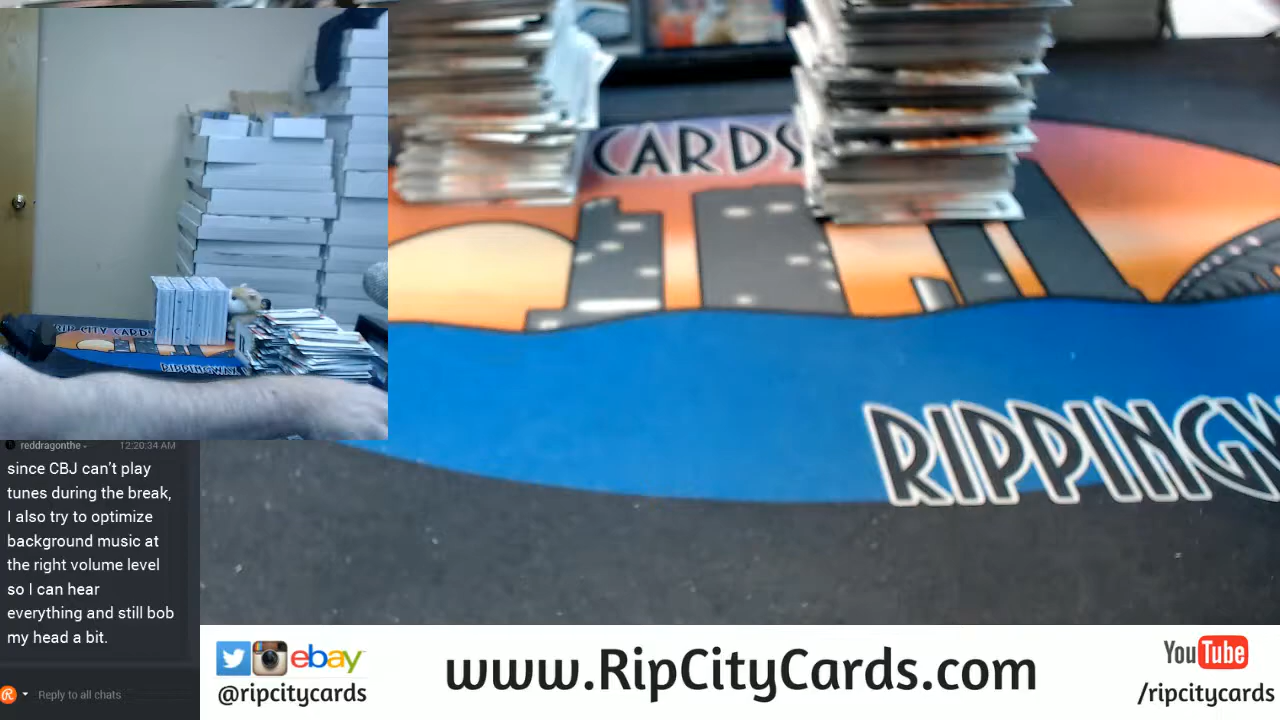 CARDS
RIP CITY CARDS
RIPPINGWAX
RIPPINGW
reddragonthe
12:20:34 AM
since CBJ can't play
tunes during the break,
I also try to optimize
background music at
the right volume level
so I can hear
everything and still bob
my head a bit.
Reply to all chats
ebay
@ripcitycards
www.RipCityCards.com
YouTube
/ripcitycards